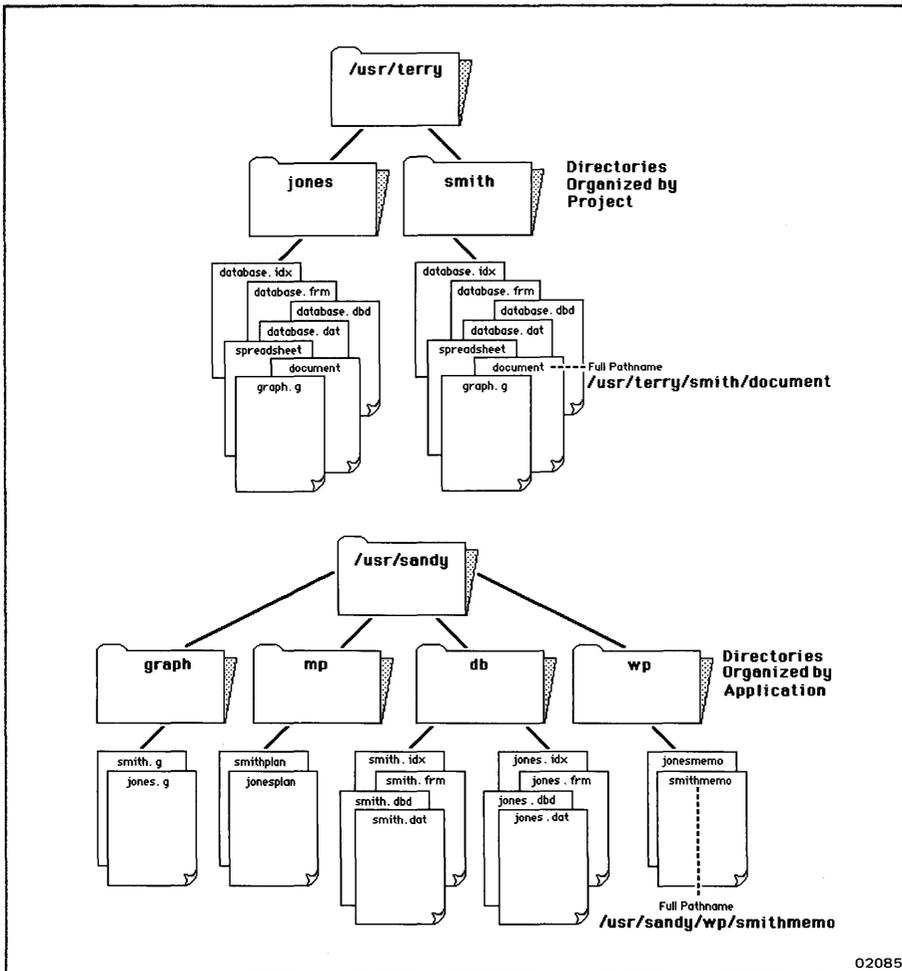 /usr/terry
jones
smith
Directories
Organized by
Project
database.idx
database.frm
database.dbd
database.dat
spreadsheet
document
graph.g
database.idx
database.frm
database.dbd
database.dat
spreadsheet
document
graph.g
Full Pathname
/usr/terry/smith/document
/usr/sandy
graph
mp
db
wp
Directories
Organized by
Application
smith.g
jones.g
smithplan
jonesplan
smith.idx
smith.frm
smith.dbd
smith.dat
jones.idx
jones.frm
jones.dbd
jones.dat
jonesmemo
smithmemo
Full Pathname
/usr/sandy/wp/smithmemo
02085